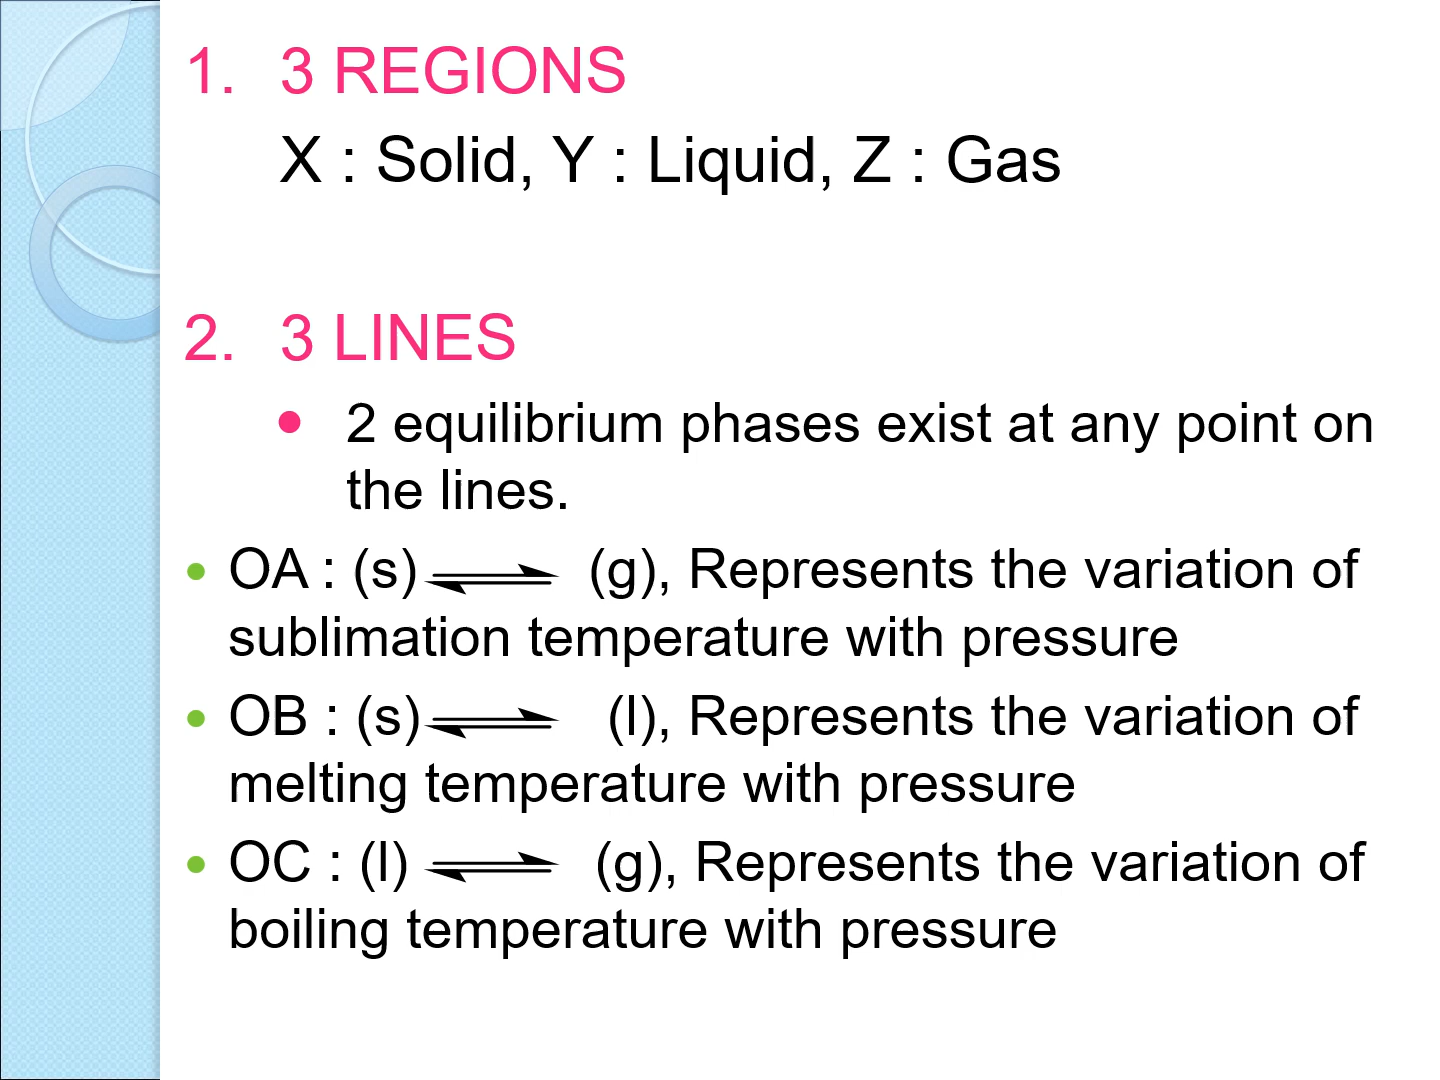 1. 3 REGIONS
X : Solid, Y : Liquid, Z : Gas
2. 3 LINES
• 2 equilibrium phases exist at any point on
the lines.
• OA : (s) ⇌ (g), Represents the variation of
sublimation temperature with pressure
• OB : (s) ⇌ (l), Represents the variation of
melting temperature with pressure
• OC : (l) ⇌ (g), Represents the variation of
boiling temperature with pressure